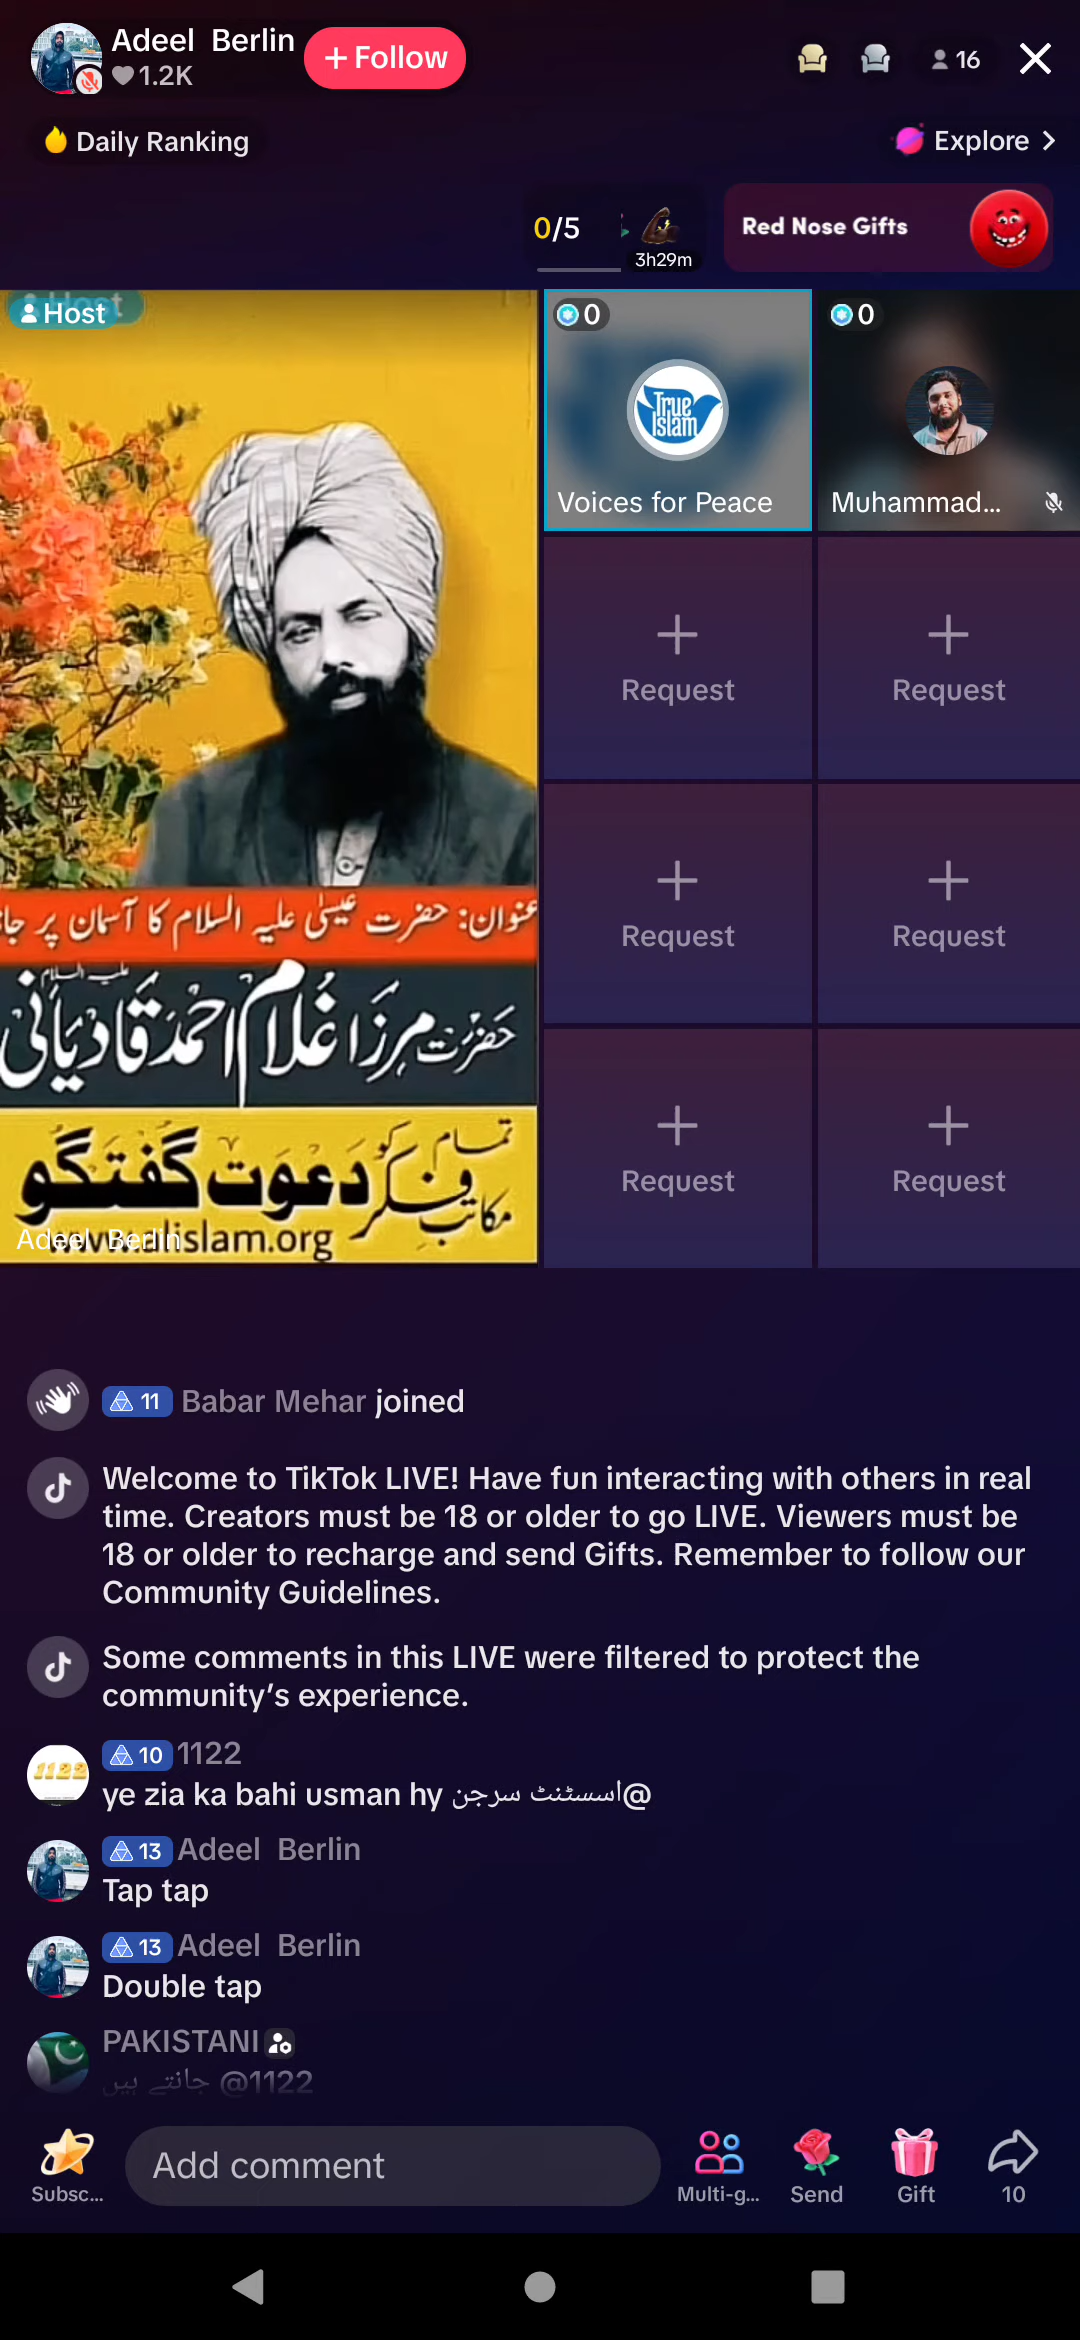 Adeel Berlin
+ Follow
1.2K
16
Daily Ranking
Explore
0/5
3h29m
Red Nose Gifts
Host
0
True Islam
Voices for Peace
0
Muhammad...
Request
Request
Request
Request
Request
Request
عنوان: حضرت عیسیٰ علیہ السلام کا آسمان پر
حضرت مرزا غلام احمد قادیانی علیہ السلام
تمام مکاتب فکر کو دعوت گفتگو
Adeel Berlin
11 Babar Mehar joined
Welcome to TikTok LIVE! Have fun interacting with others in real
time. Creators must be 18 or older to go LIVE. Viewers must be
18 or older to recharge and send Gifts. Remember to follow our
Community Guidelines.
Some comments in this LIVE were filtered to protect the
community's experience.
1122
10 1122
ye zia ka bahi usman hy اسسٹنٹ سرجن@
13 Adeel Berlin
Tap tap
13 Adeel Berlin
Double tap
PAKISTANI
@1122 جانتے ہیں
Subsc...
Add comment
Multi-g...
Send
Gift
10